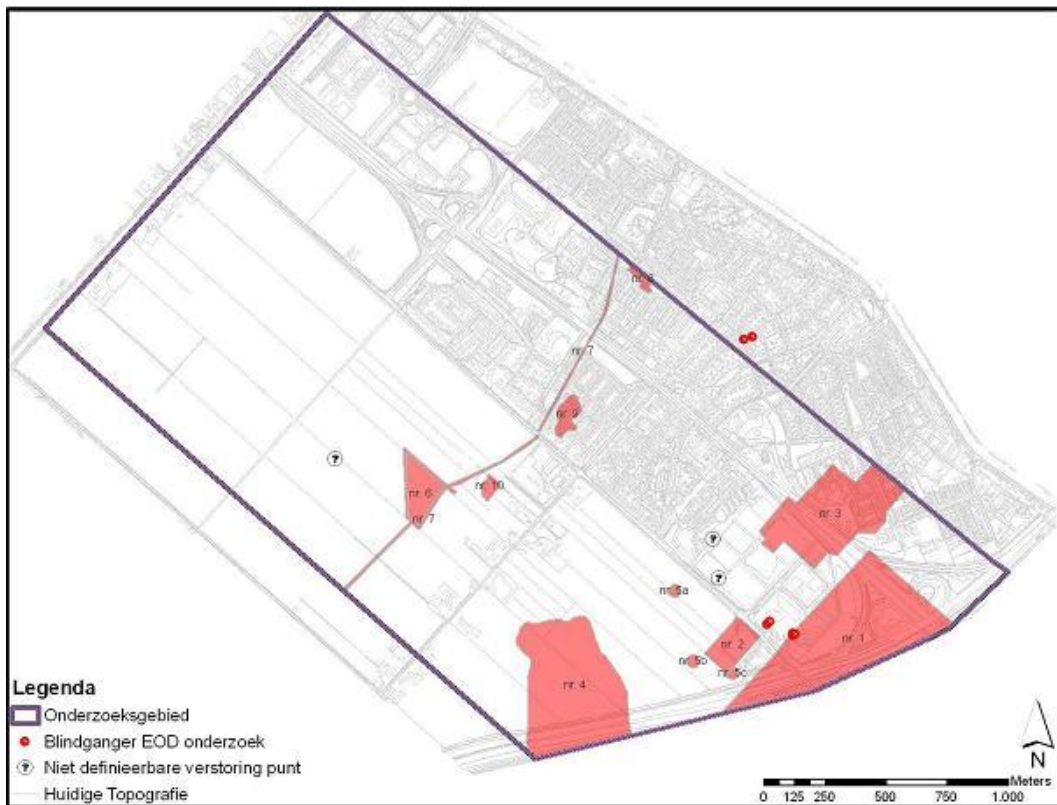 nr. 8
nr. 7
nr. 9
nr. 6
nr. 10
nr. 7
nr. 3
nr. 5a
nr. 2
nr. 1
nr. 5b
nr. 5c
nr. 4
Legenda
Onderzoeksgebied
Blindganger EOD onderzoek
? Niet definieerbare verstoring punt
Huidige Topografie
?
?
?
N
Meters
0 125 250 500 750 1.000